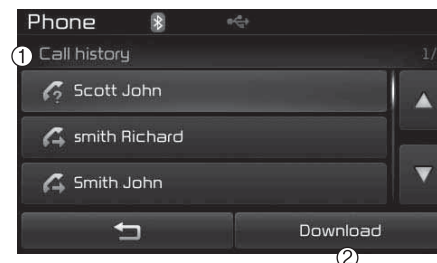 Phone
① Call history 1/
Scott John
smith Richard
Smith John
Download
②